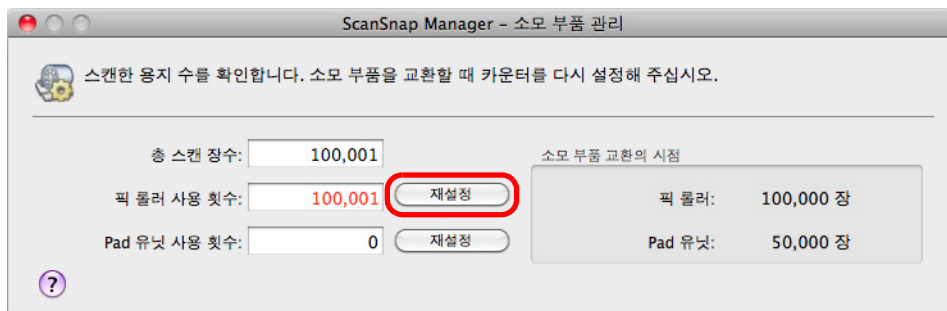 ScanSnap Manager – 소모 부품 관리
스캔한 용지 수를 확인합니다. 소모 부품을 교환할 때 카운터를 다시 설정해 주십시오.
총 스캔 장수: 100,001
소모 부품 교환의 시점
픽 롤러 사용 횟수: 100,001 재설정
픽 롤러: 100,000 장
Pad 유닛 사용 횟수: 0 재설정
Pad 유닛: 50,000 장
?